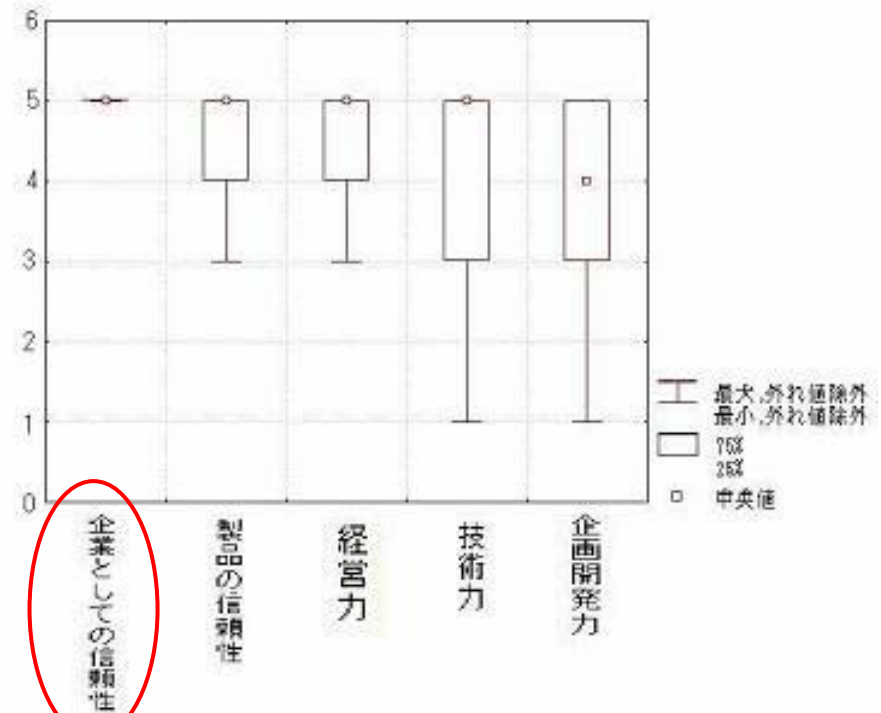 6
5
4
3
2
1
0
企業としての信頼性
製品の信頼性
経営力
技術力
企画開発力
最大,外れ値除外
最小,外れ値除外
75%
25%
中央値